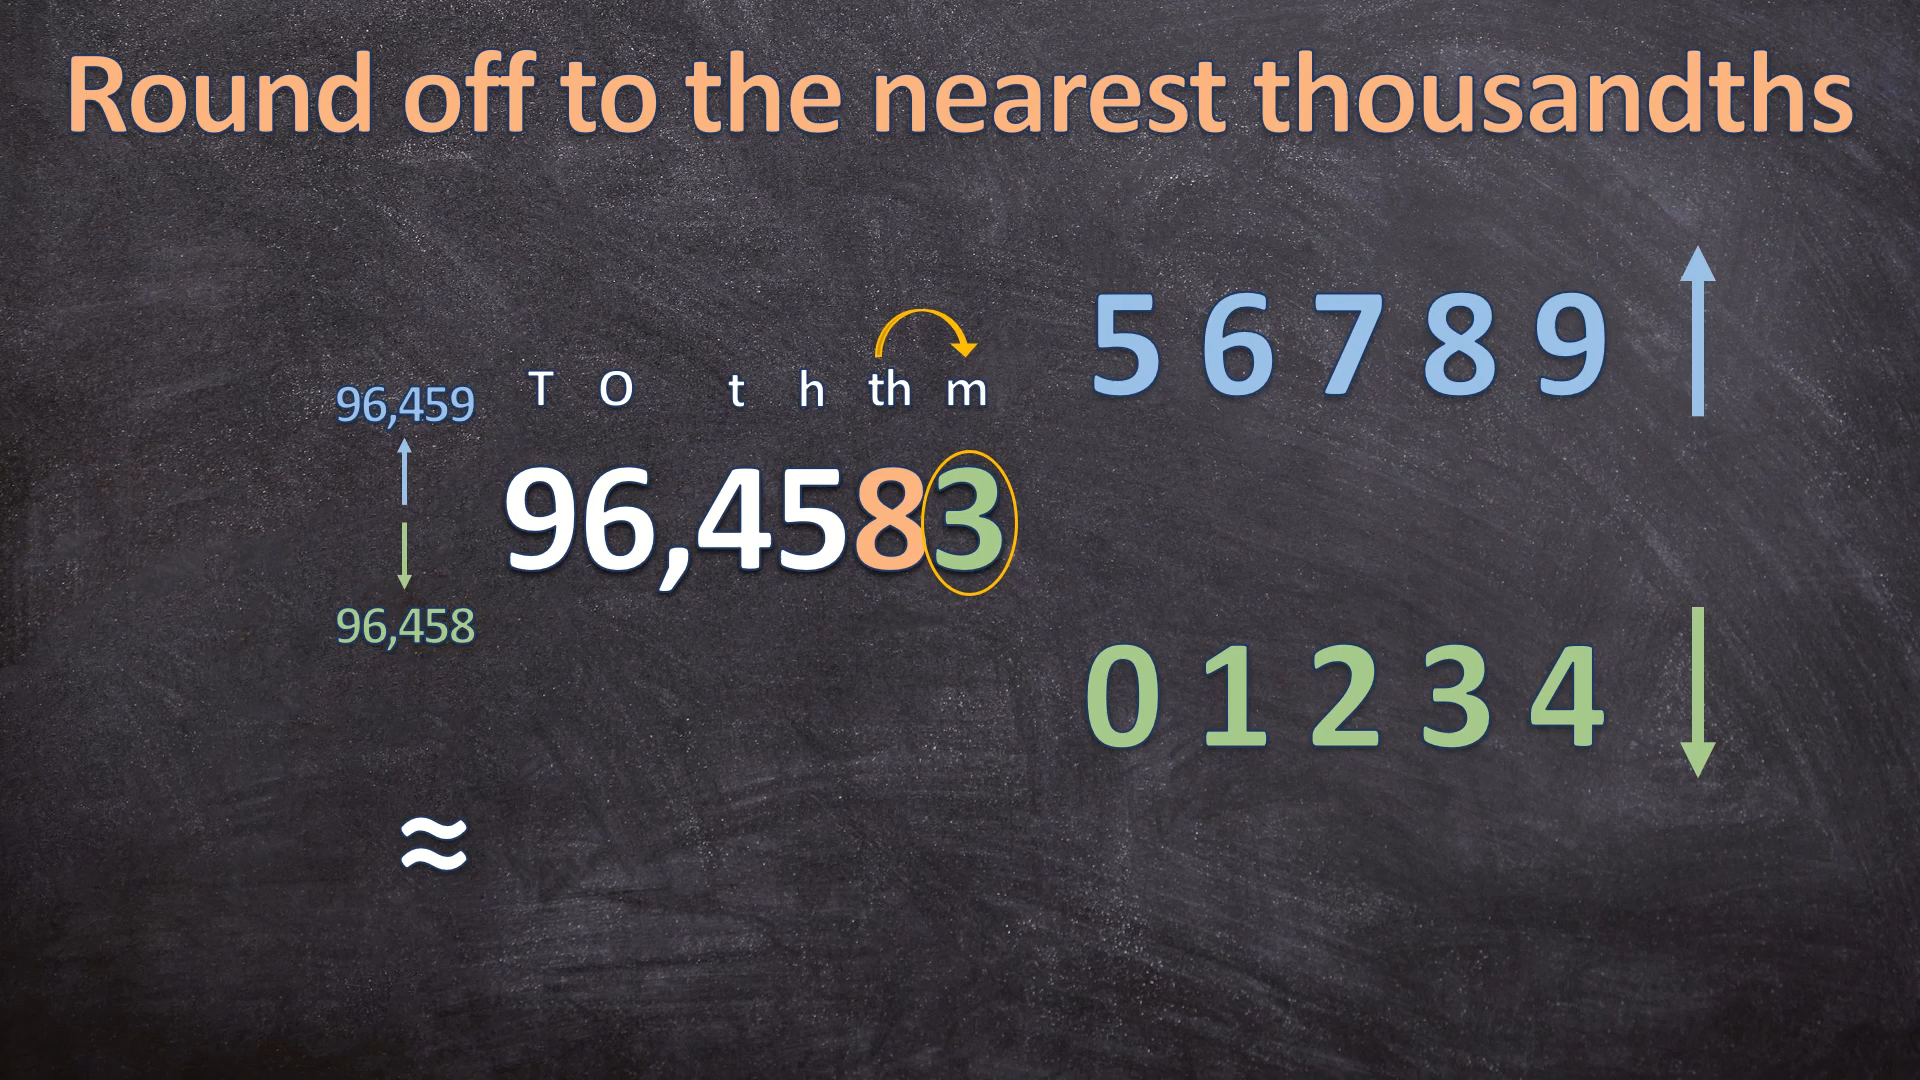 Round off to the nearest thousandths
5 6 7 8 9
T O t h th m
96,459
96,4583
96,458
0 1 2 3 4
≈